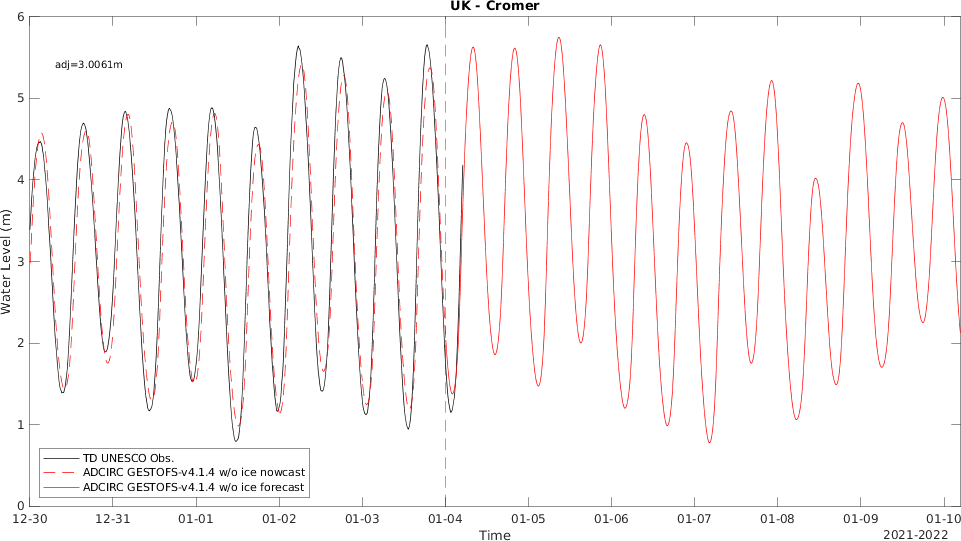 UK - Cromer
adj=3.0061m
Water Level (m)
6
5
4
3
2
1
0
TD UNESCO Obs.
ADCIRC GESTOFS-v4.1.4 w/o ice nowcast
ADCIRC GESTOFS-v4.1.4 w/o ice forecast
12-30 12-31 01-01 01-02 01-03 01-04 01-05 01-06 01-07 01-08 01-09 01-10
Time
2021-2022